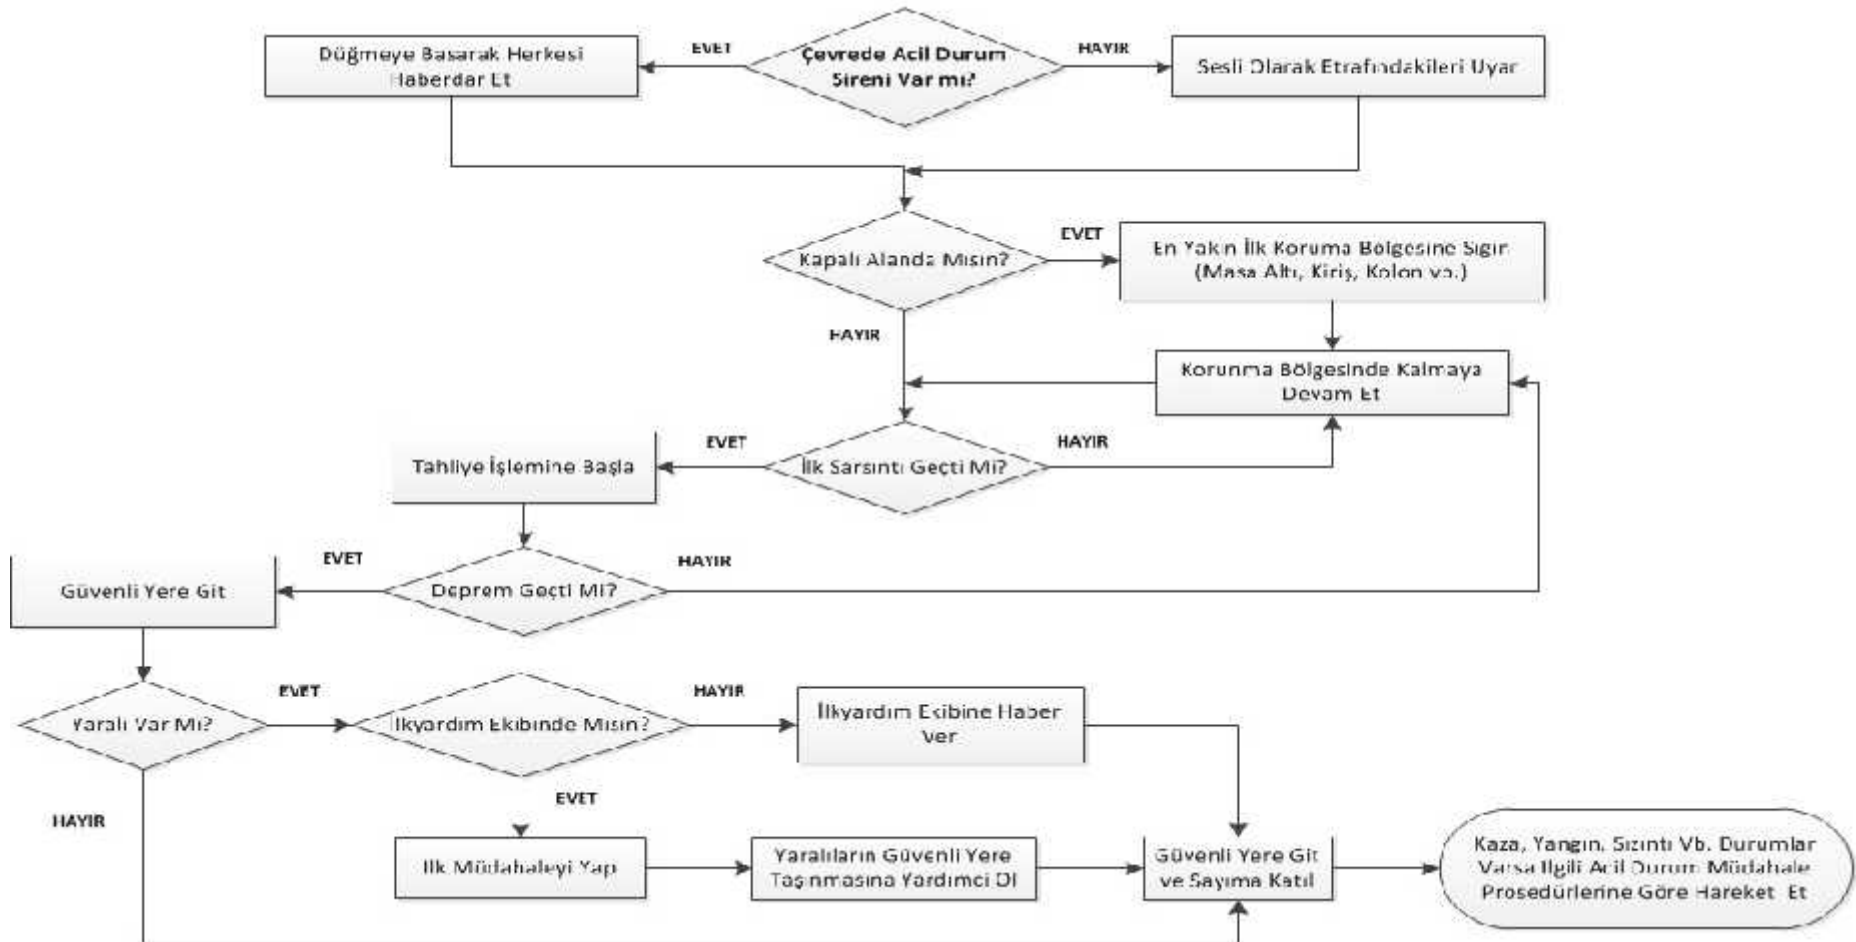 EVET
Çevrede Acil Durum
Sireni Var mı?
HAYIR
Düğmeye Basarak Herkesi
Haberdar Et
Sesli Olarak Etrafındakileri Uyar
Kapalı Alanda Mısın?
EVET
En Yakın İlk Koruma Bölgesine Sığın
(Masa Altı, Kiriş, Kolon vb.)
HAYIR
Korunma Bölgesinde Kalmaya
Devam Et
İlk Sarsıntı Geçti Mi?
EVET
HAYIR
Tahliye İşlemine Başla
Deprem Geçti Mi?
EVET
HAYIR
Güvenli Yere Git
Yaralı Var Mı?
EVET
İlkyardım Ekibinde Misin?
HAYIR
İlkyardım Ekibine Haber
Ver
EVET
HAYIR
İlk Müdahaleyi Yap
Yaralıların Güvenli Yere
Taşınmasına Yardımcı Ol
Güvenli Yere Git
ve Sayıma Katıl
Kaza, Yangın, Sızıntı Vb. Durumlar
Varsa İlgili Acil Durum Müdahale
Prosedürlerine Göre Hareket Et